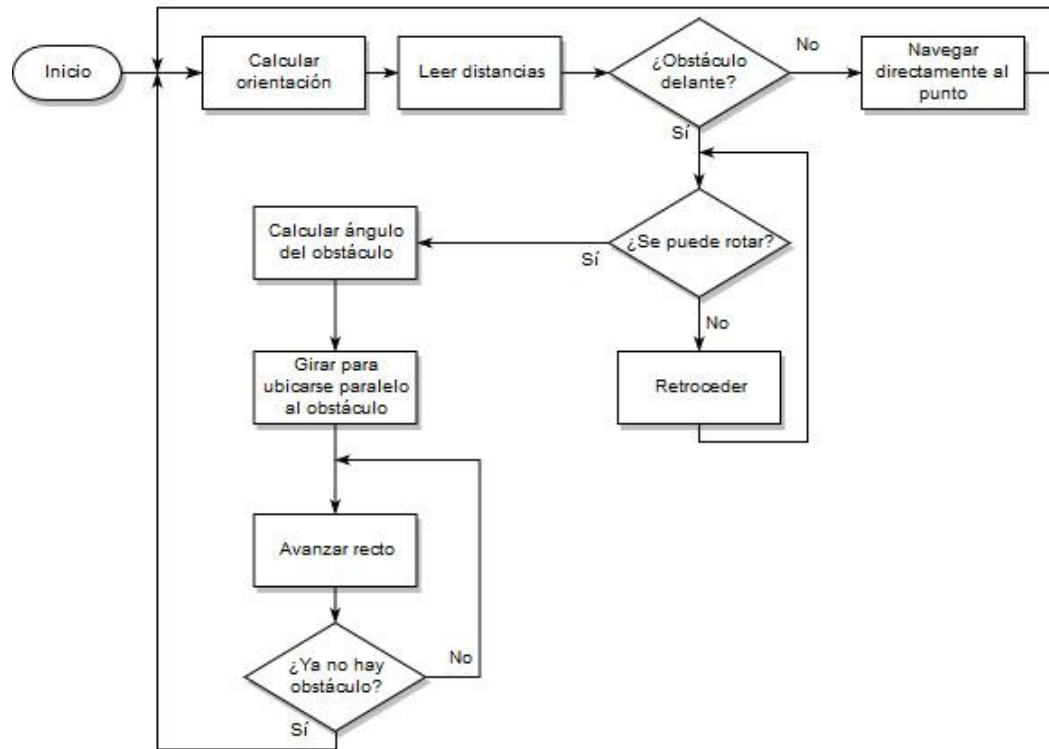 Inicio
Calcular
orientación
Leer distancias
¿Obstáculo
delante?
No
Navegar
directamente al
punto
Sí
¿Se puede rotar?
Sí
Calcular ángulo
del obstáculo
No
Retroceder
Girar para
ubicarse paralelo
al obstáculo
Avanzar recto
¿Ya no hay
obstáculo?
No
Sí